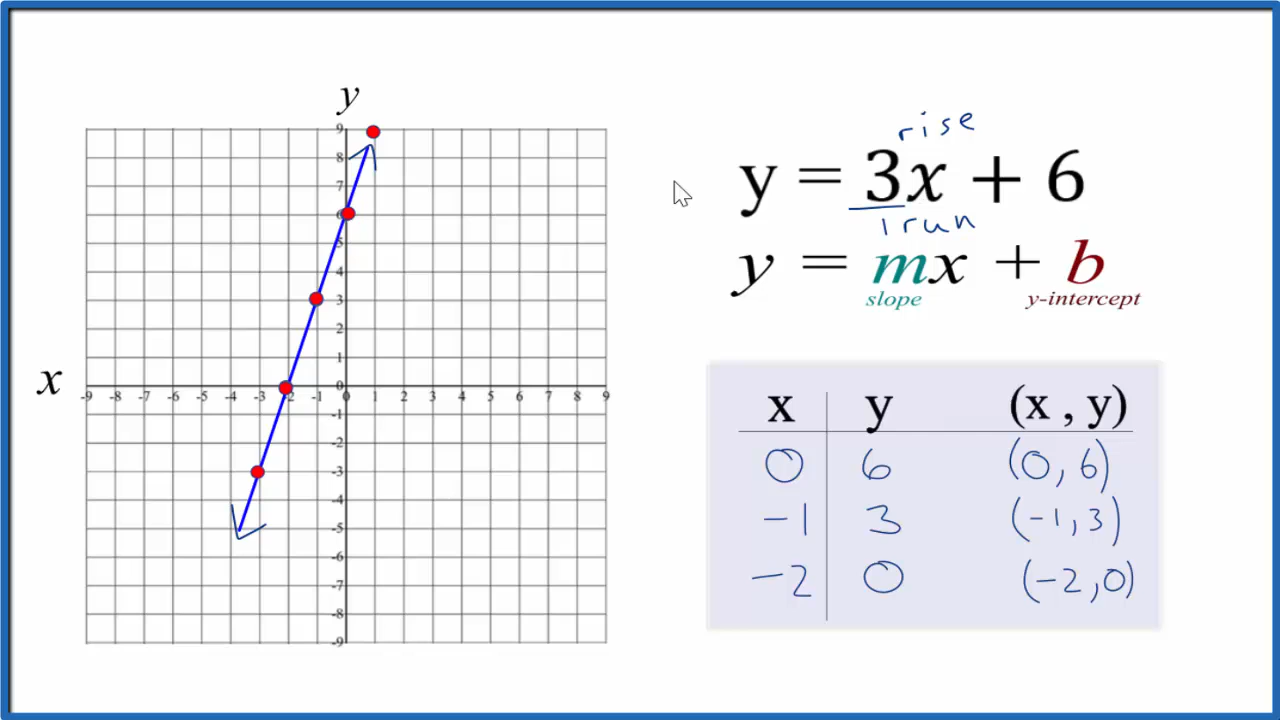 y
9
8
7
6
5
4
3
2
1
0
x
-9 -8 -7 -6 -5 -4 -3 -2 -1 0 1 2 3 4 5 6 7 8 9
-1
-2
-3
-4
-5
-6
-7
-8
-9
rise
y = 3x + 6
1 run
y = mx + b
slope y-intercept
x y (x , y)
0 6 (0, 6)
-1 3 (-1, 3)
-2 0 (-2, 0)